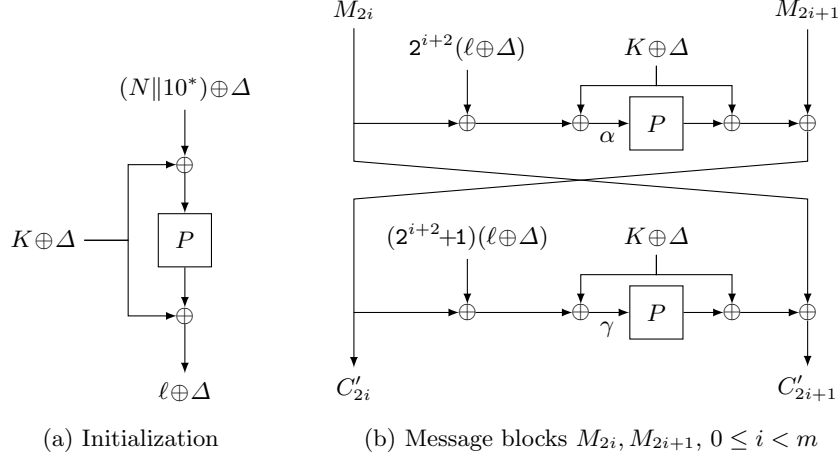 M_{2i}
M_{2i+1}
2^{i+2}(ℓ⊕Δ)
K⊕Δ
(N∥10*)⊕Δ
α
P
K⊕Δ
P
(2^{i+2}+1)(ℓ⊕Δ)
K⊕Δ
γ
P
ℓ⊕Δ
C′_{2i}
C′_{2i+1}
(a) Initialization
(b) Message blocks M_{2i}, M_{2i+1}, 0 ≤ i < m